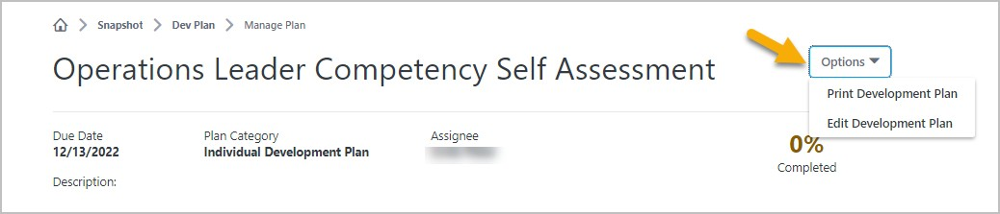 Snapshot > Dev Plan > Manage Plan
Operations Leader Competency Self Assessment
Options
Print Development Plan
Edit Development Plan
Due Date
12/13/2022
Plan Category
Individual Development Plan
Assignee
0%
Completed
Description: